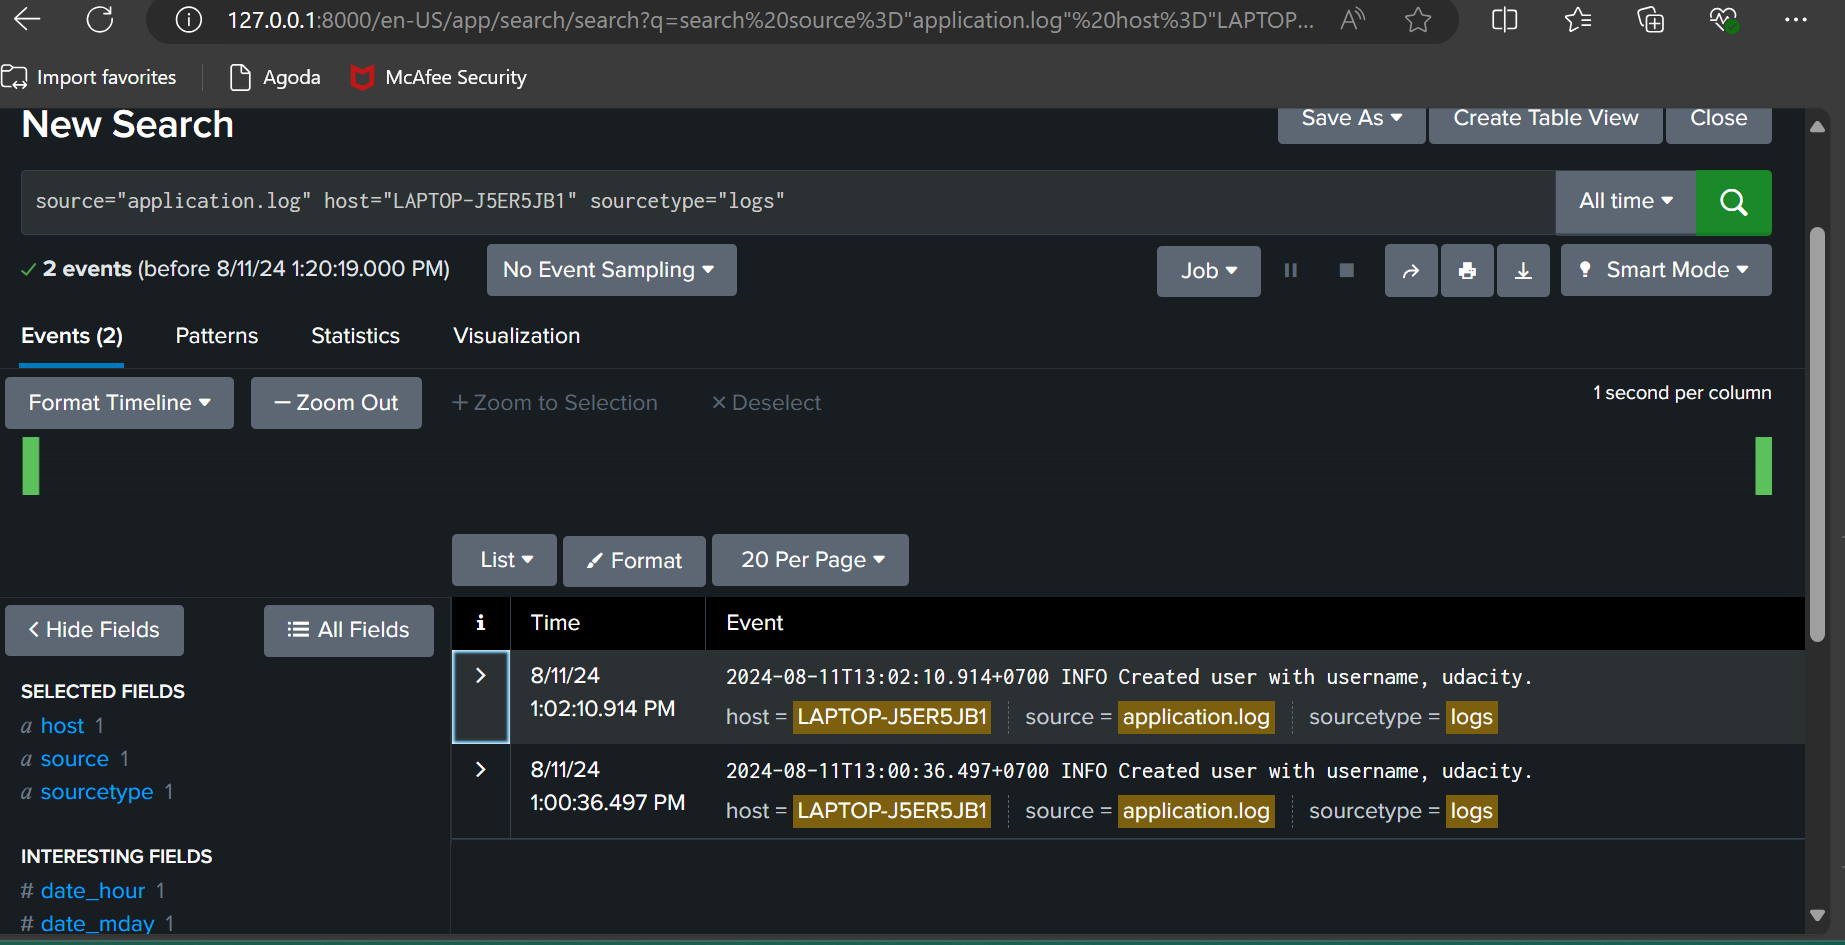 127.0.0.1:8000/en-US/app/search/search?q=search%20source%3D"application.log"%20host%3D"LAPTOP...
Import favorites
Agoda
McAfee Security
New Search
Save As
Create Table View
Close
source="application.log" host="LAPTOP-J5ER5JB1" sourcetype="logs"
All time
2 events (before 8/11/24 1:20:19.000 PM)
No Event Sampling
Job
Smart Mode
Events (2)
Patterns
Statistics
Visualization
Format Timeline
— Zoom Out
+ Zoom to Selection
× Deselect
1 second per column
List
Format
20 Per Page
< Hide Fields
All Fields
i
Time
Event
SELECTED FIELDS
a host 1
a source 1
a sourcetype 1
INTERESTING FIELDS
# date_hour 1
# date_mday 1
> 8/11/24
1:02:10.914 PM
2024-08-11T13:02:10.914+0700 INFO Created user with username, udacity.
host = LAPTOP-J5ER5JB1 source = application.log sourcetype = logs
> 8/11/24
1:00:36.497 PM
2024-08-11T13:00:36.497+0700 INFO Created user with username, udacity.
host = LAPTOP-J5ER5JB1 source = application.log sourcetype = logs